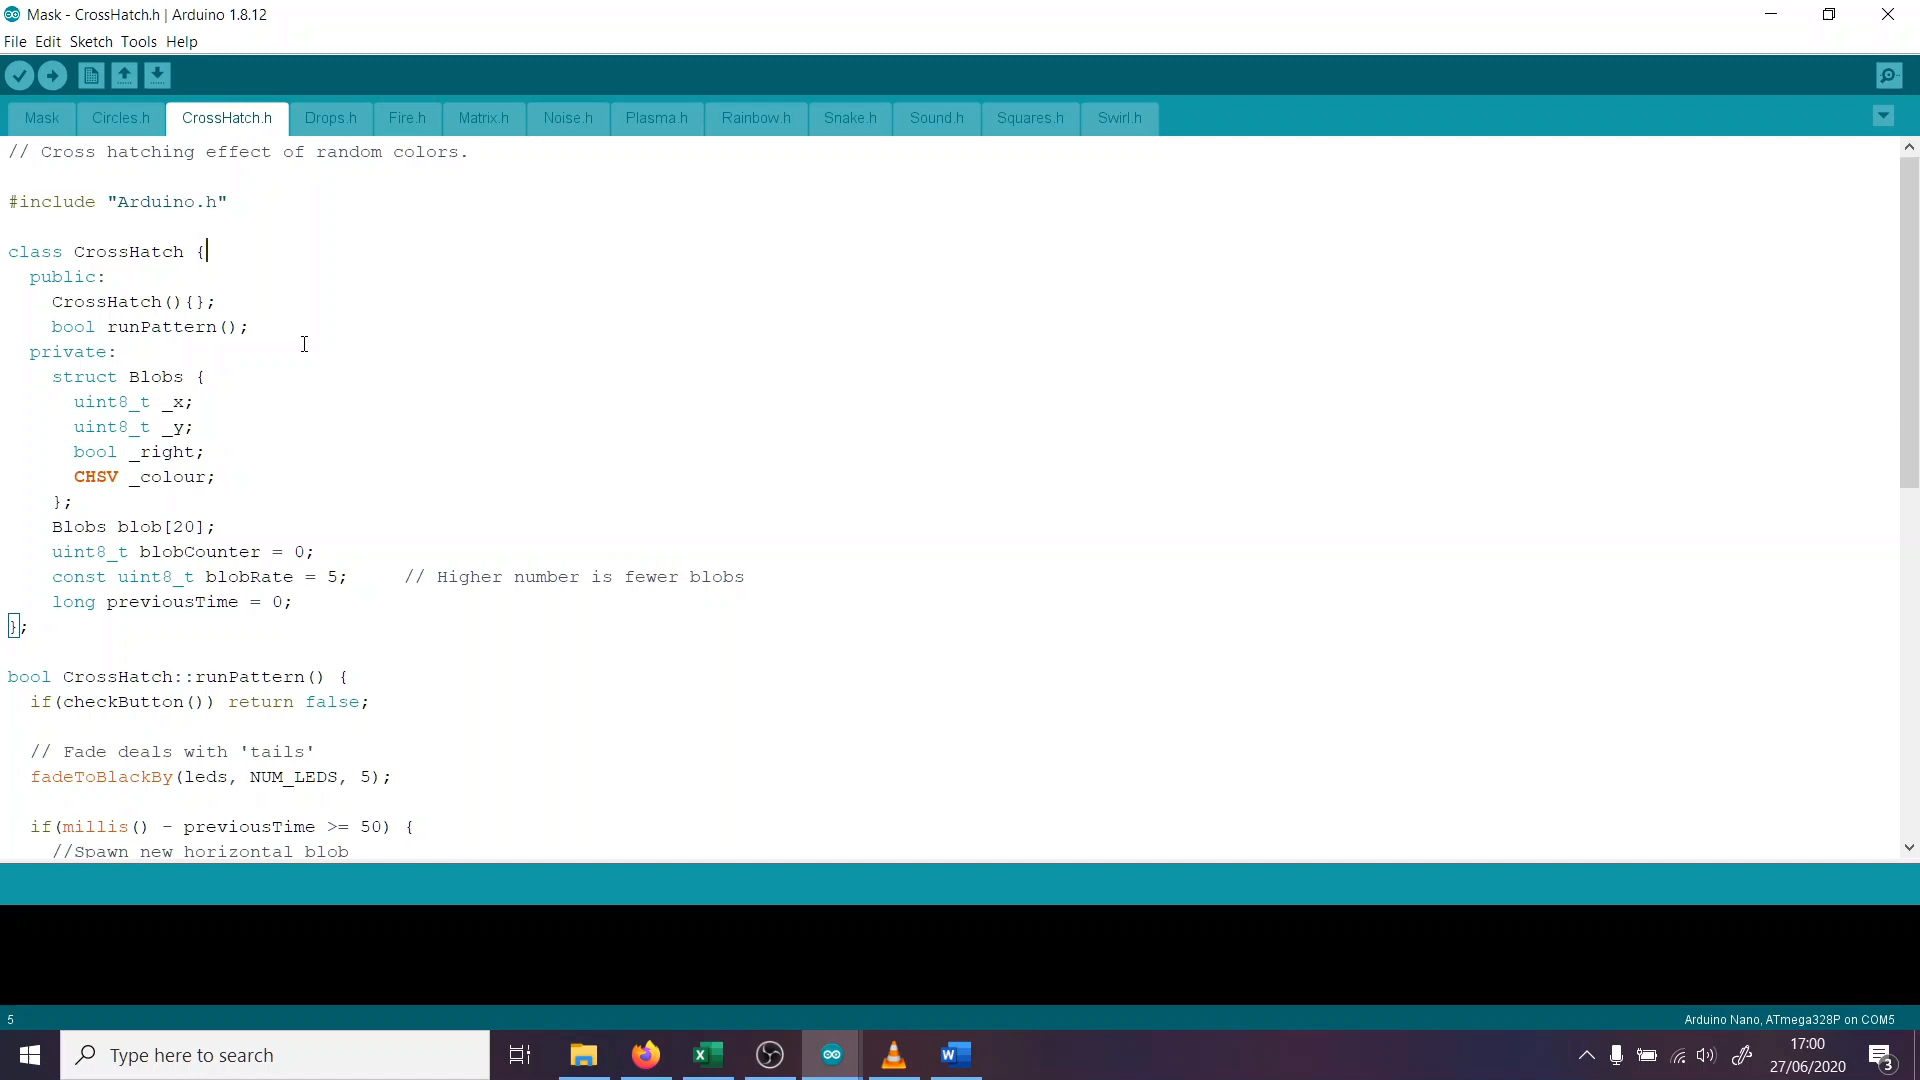 Mask - CrossHatch.h | Arduino 1.8.12
File Edit Sketch Tools Help
Mask Circles.h CrossHatch.h Drops.h Fire.h Matrix.h Noise.h Plasma.h Rainbow.h Snake.h Sound.h Squares.h Swirl.h
// Cross hatching effect of random colors.
#include "Arduino.h"
class CrossHatch {
public:
CrossHatch(){};
bool runPattern();
private:
struct Blobs {
uint8_t _x;
uint8_t _y;
bool _right;
CHSV _colour;
};
Blobs blob[20];
uint8_t blobCounter = 0;
const uint8_t blobRate = 5; // Higher number is fewer blobs
long previousTime = 0;
};
bool CrossHatch::runPattern() {
if(checkButton()) return false;
// Fade deals with 'tails'
fadeToBlackBy(leds, NUM_LEDS, 5);
if(millis() - previousTime >= 50) {
//Spawn new horizontal blob
5
Arduino Nano, ATmega328P on COM5
Type here to search
17:00
27/06/2020
3